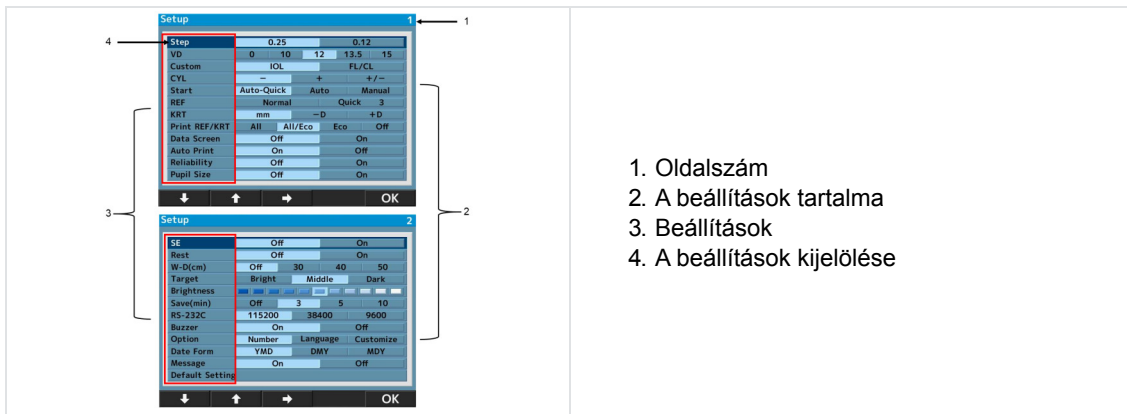 Setup 1
1
4
Step 0.25 0.12
VD 0 10 12 13.5 15
Custom IOL FL/CL
CYL − + +/−
Start Auto-Quick Auto Manual
REF Normal Quick 3
KRT mm −D +D
Print REF/KRT All All/Eco Eco Off
Data Screen Off On
Auto Print On Off
Reliability Off On
Pupil Size Off On
OK
3
2
Setup 2
SE Off On
Rest Off On
W-D(cm) Off 30 40 50
Target Bright Middle Dark
Brightness
Save(min) Off 3 5 10
RS-232C 115200 38400 9600
Buzzer On Off
Option Number Language Customize
Date Form YMD DMY MDY
Message On Off
Default Setting
OK
1. Oldalszám
2. A beállítások tartalma
3. Beállítások
4. A beállítások kijelölése